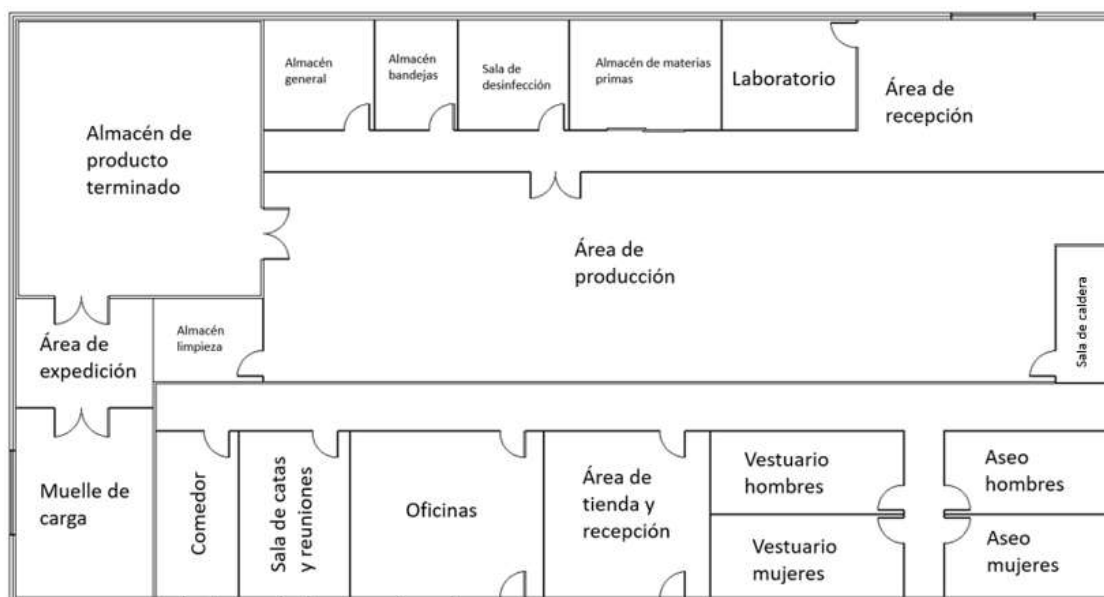 Almacén
general
Almacén
bandejas
Sala de
desinfección
Almacén de materias
primas
Laboratorio
Área de
recepción
Almacén de
producto
terminado
Área de
producción
Sala de caldera
Almacén
limpieza
Área de
expedición
Muelle de
carga
Comedor
Sala de catas
y reuniones
Oficinas
Área de
tienda y
recepción
Vestuario
hombres
Aseo
hombres
Vestuario
mujeres
Aseo
mujeres